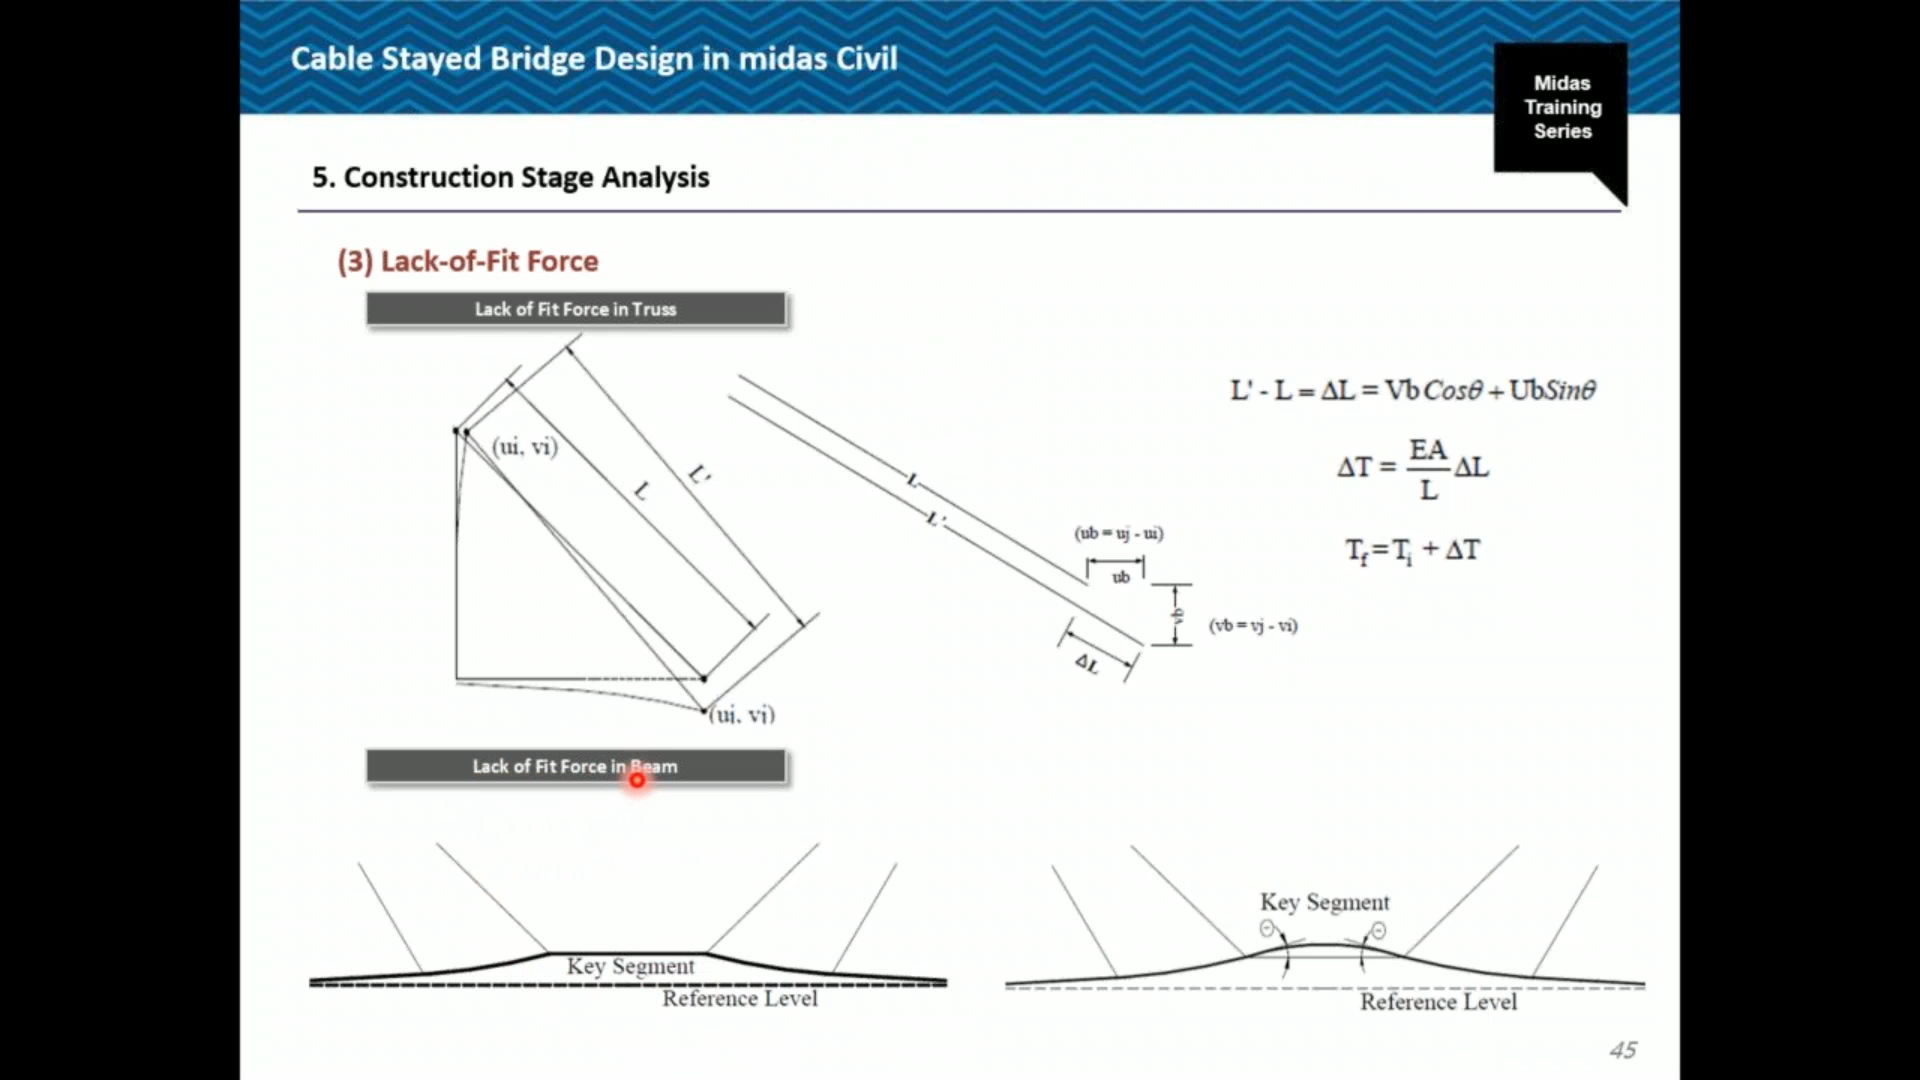 Cable Stayed Bridge Design in midas Civil
Midas
Training
Series
5. Construction Stage Analysis
(3) Lack-of-Fit Force
Lack of Fit Force in Truss
(ui, vi)
L
L'
(uj, vj)
L
L'
(ub = uj - ui)
ub
vb
(vb = vj - vi)
ΔL
L' - L = ΔL = Vb Cosθ + UbSinθ
ΔT = EA/L ΔL
Tf = Ti + ΔT
Lack of Fit Force in Beam
Key Segment
Reference Level
Key Segment
Θ Θ
Reference Level
45